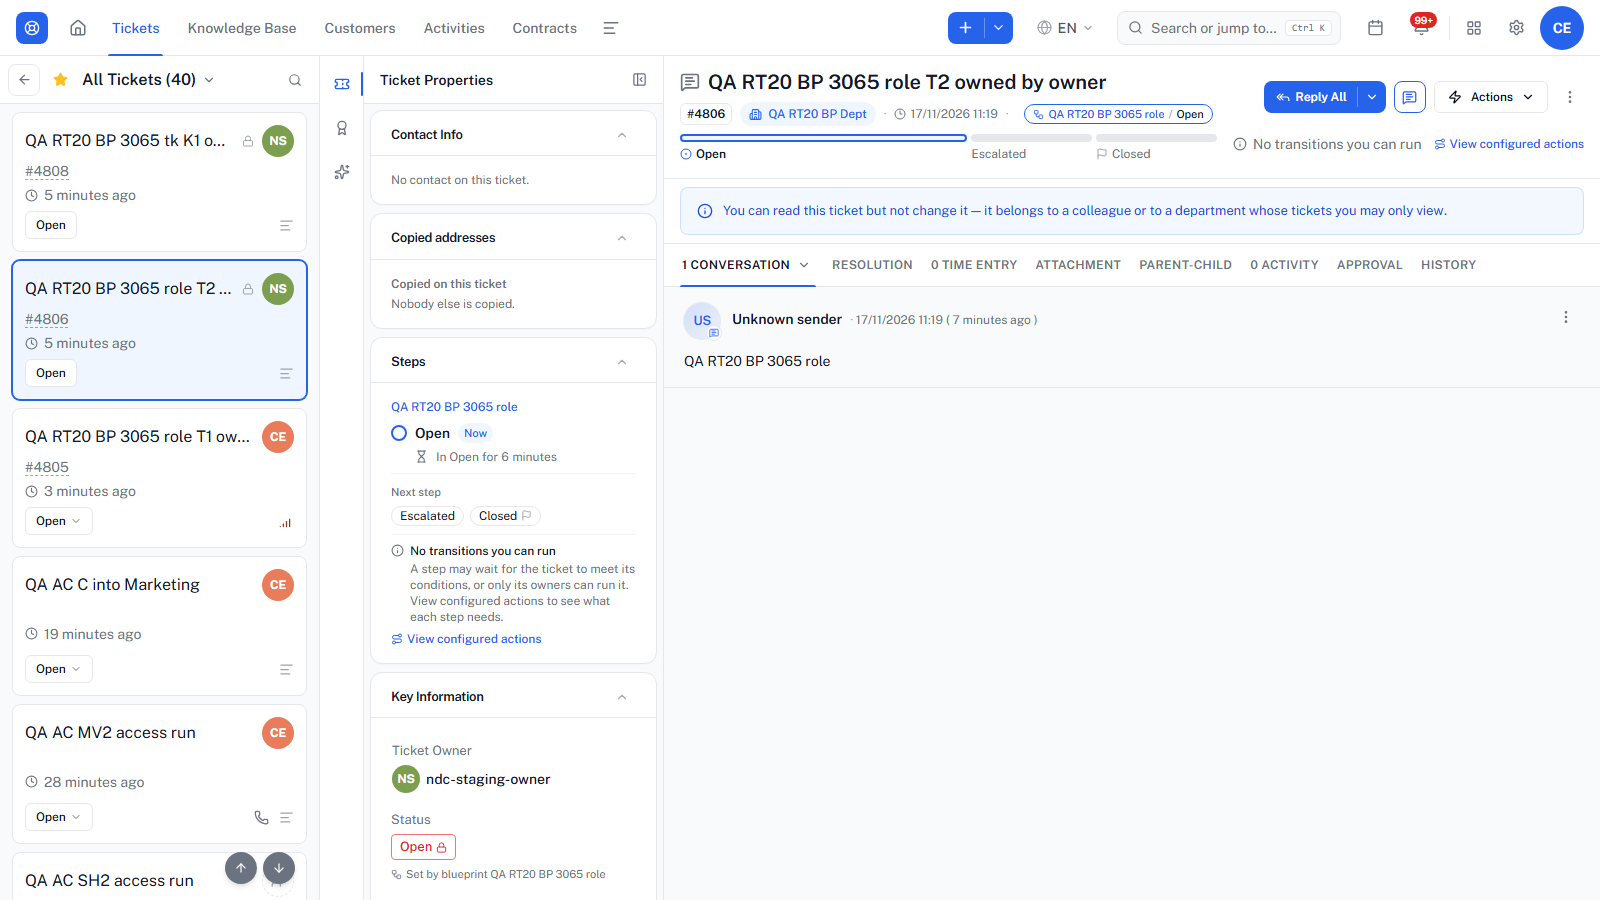 Tickets
Knowledge Base
Customers
Activities
Contracts
EN
Search or jump to...
Ctrl K
99+
CE
All Tickets (40)
QA RT20 BP 3065 tk K1 o...
NS
#4808
5 minutes ago
Open
QA RT20 BP 3065 role T2 ...
NS
#4806
5 minutes ago
Open
QA RT20 BP 3065 role T1 ow...
CE
#4805
3 minutes ago
Open
QA AC C into Marketing
CE
19 minutes ago
Open
QA AC MV2 access run
CE
28 minutes ago
Open
QA AC SH2 access run
Ticket Properties
Contact Info
No contact on this ticket.
Copied addresses
Copied on this ticket
Nobody else is copied.
Steps
QA RT20 BP 3065 role
Open
Now
In Open for 6 minutes
Next step
Escalated
Closed
No transitions you can run
A step may wait for the ticket to meet its
conditions, or only its owners can run it.
View configured actions to see what
each step needs.
View configured actions
Key Information
Ticket Owner
NS
ndc-staging-owner
Status
Open
Set by blueprint QA RT20 BP 3065 role
QA RT20 BP 3065 role T2 owned by owner
#4806
QA RT20 BP Dept
· 17/11/2026 11:19 ·
QA RT20 BP 3065 role / Open
Reply All
Actions
Open
Escalated
Closed
No transitions you can run
View configured actions
You can read this ticket but not change it — it belongs to a colleague or to a department whose tickets you may only view.
1 CONVERSATION
RESOLUTION
0 TIME ENTRY
ATTACHMENT
PARENT-CHILD
0 ACTIVITY
APPROVAL
HISTORY
US
Unknown sender
· 17/11/2026 11:19 ( 7 minutes ago )
QA RT20 BP 3065 role